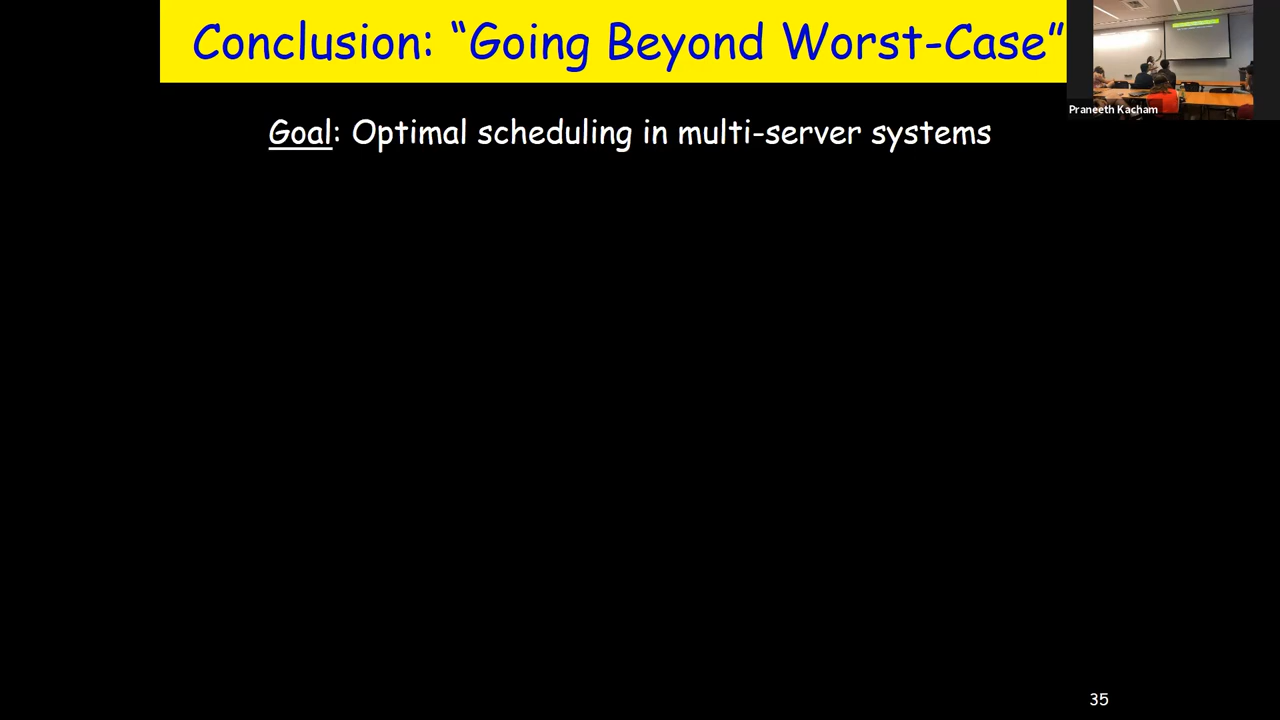 Conclusion: “Going Beyond Worst-Case”
Praneeth Kacham
Goal: Optimal scheduling in multi-server systems
35